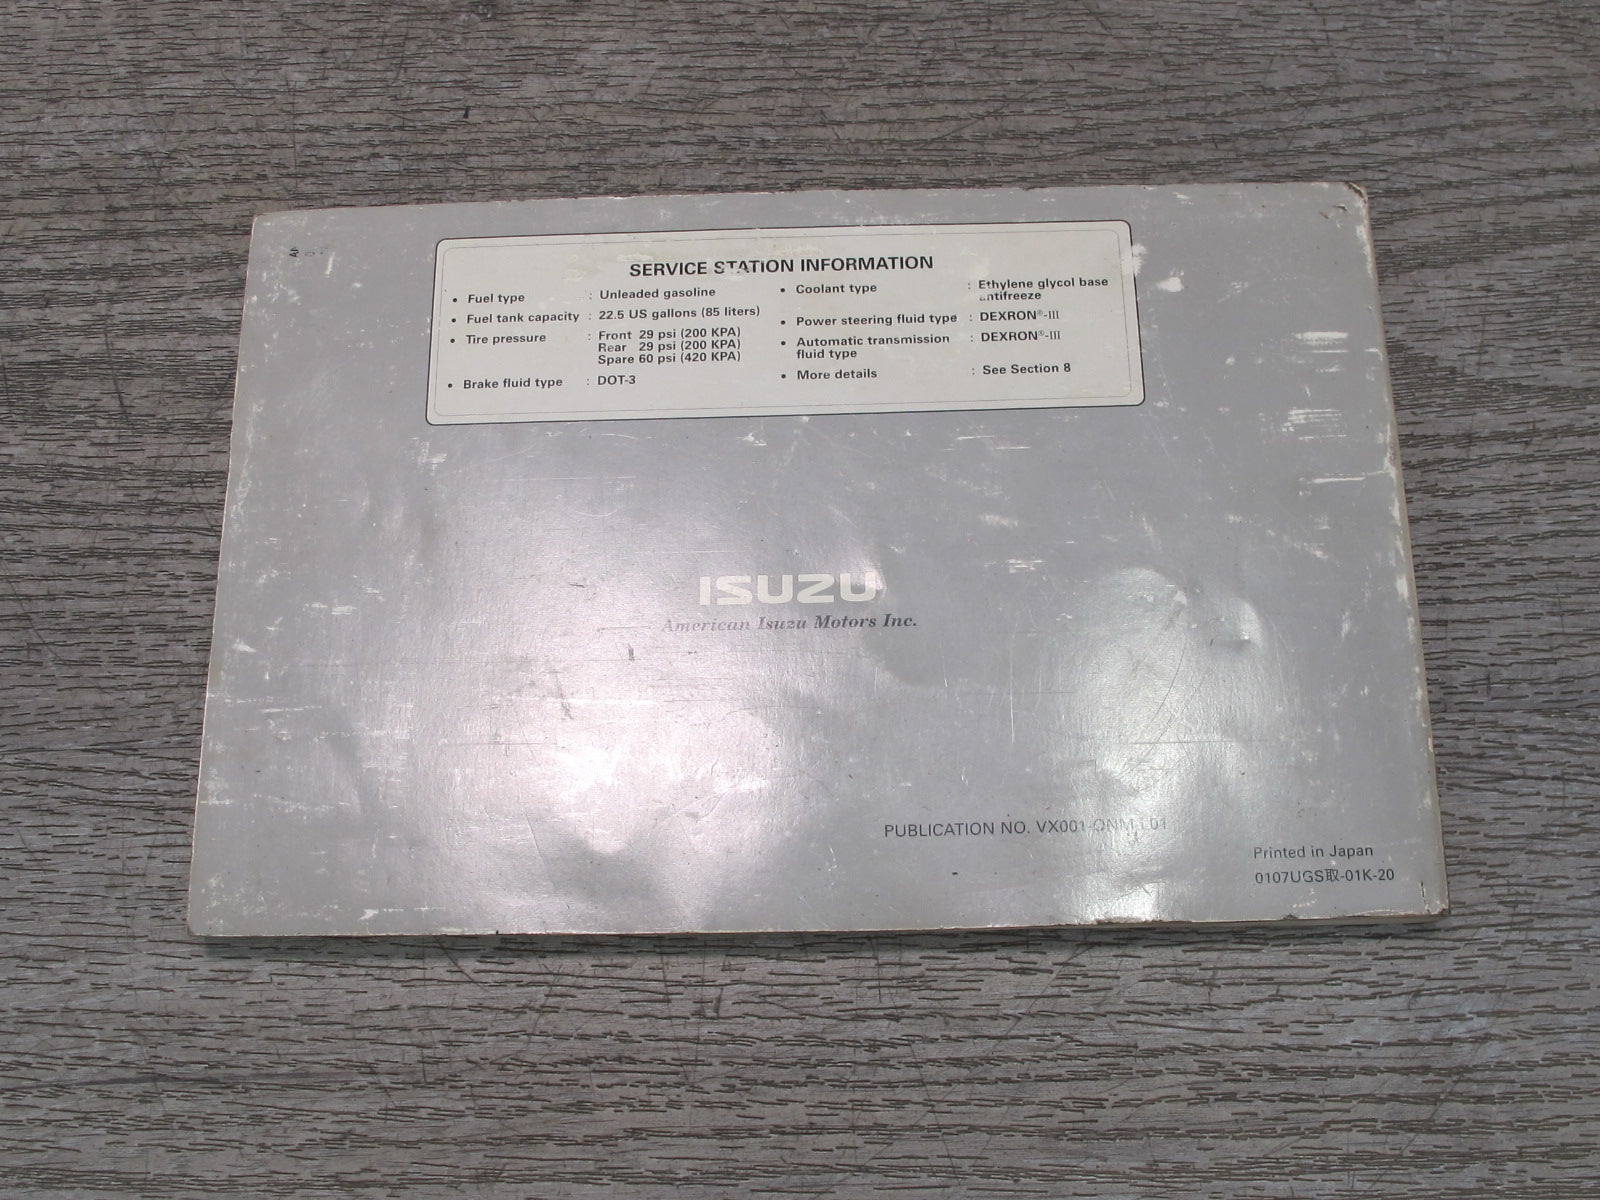 SERVICE STATION INFORMATION
• Fuel type : Unleaded gasoline
• Fuel tank capacity : 22.5 US gallons (85 liters)
• Tire pressure : Front 29 psi (200 KPA)
Rear 29 psi (200 KPA)
Spare 60 psi (420 KPA)
• Brake fluid type : DOT-3
• Coolant type : Ethylene glycol base
antifreeze
• Power steering fluid type : DEXRON®-III
• Automatic transmission : DEXRON®-III
fluid type
• More details : See Section 8
ISUZU
American Isuzu Motors Inc.
PUBLICATION NO. VX001
Printed in Japan
0107UGS取-01K-20